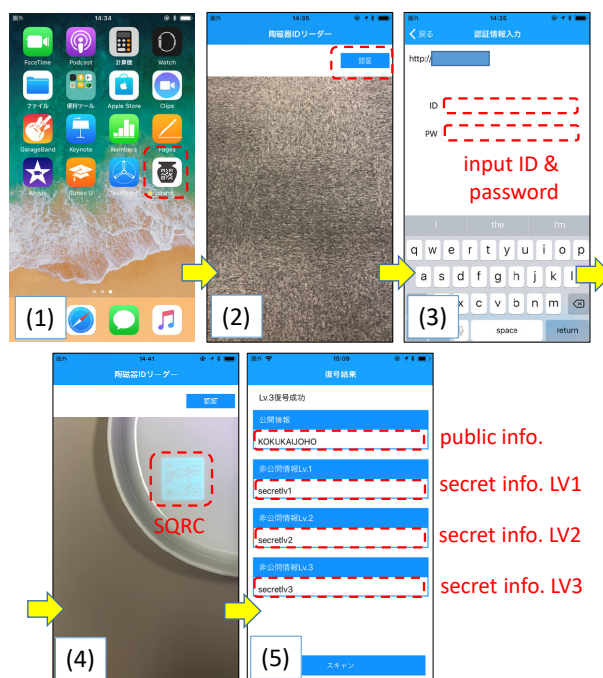 圏外 14:34
FaceTime Podcast 計算機 Watch
ファイル 便利ツール Apple Store Clips
GarageBand Keynote Numbers Pages
iMovie iTunes U
(1)
圏外 14:35
陶磁器IDリーダー
認証
(2)
圏外 14:35
戻る 認証情報入力
http://
ID
PW
input ID &
password
I the I'm
q w e r t y u i o p
a s d f g h j k l
x c v b n m
space return
(3)
圏外 14:41
陶磁器IDリーダー
認証
SQRC
(4)
圏外 15:09
復号結果
Lv.3復号成功
公開情報
KOKUKAIJOHO
public info.
非公開情報Lv.1
secretlv1
secret info. LV1
非公開情報Lv.2
secretlv2
secret info. LV2
非公開情報Lv.3
secretlv3
secret info. LV3
スキャン
(5)